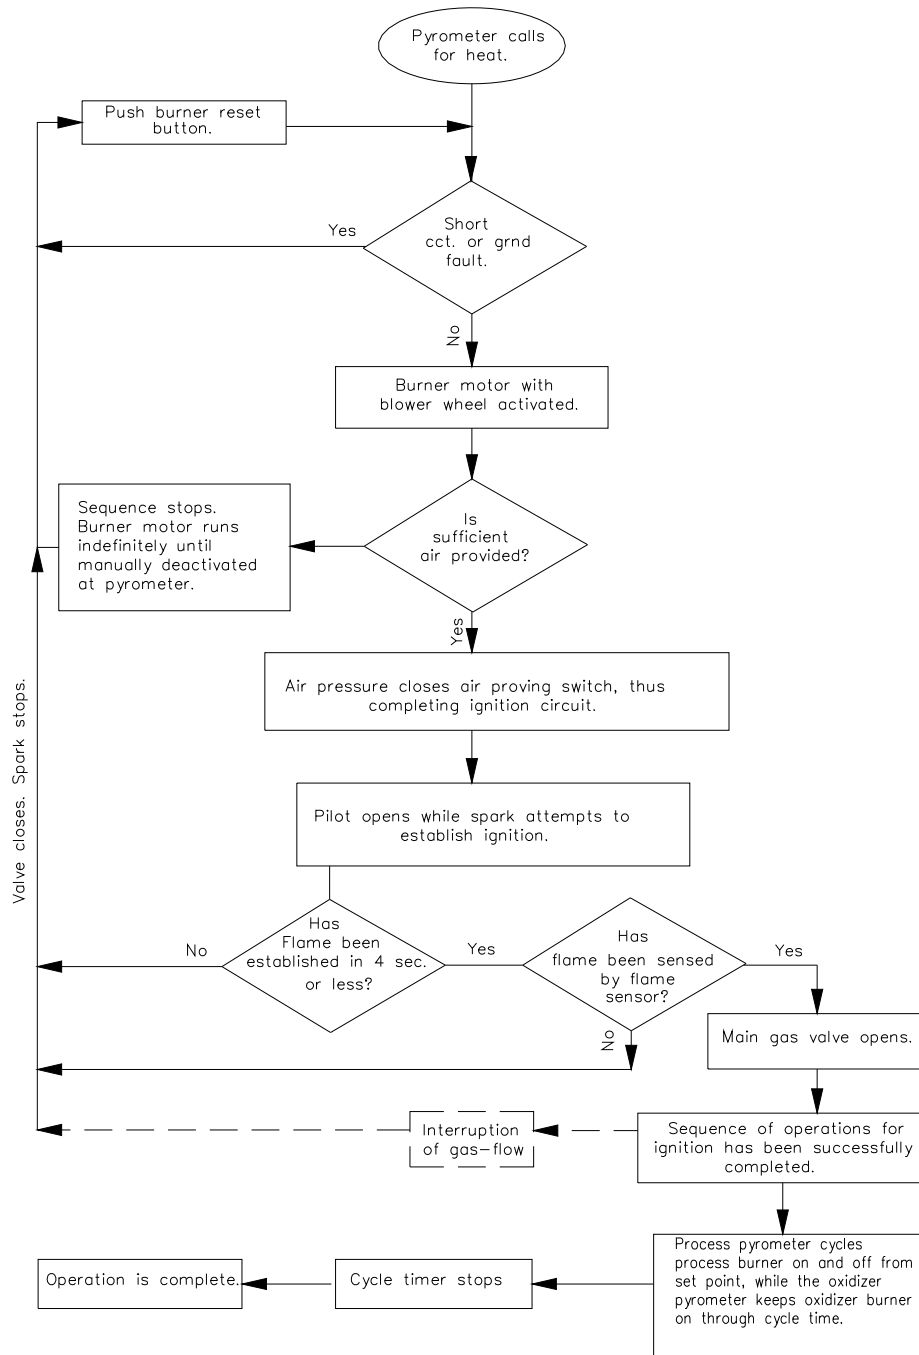 Pyrometer calls
for heat.
Push burner reset
button.
Yes
Short
cct. or grnd
fault.
No
Burner motor with
blower wheel activated.
Sequence stops.
Burner motor runs
indefinitely until
manually deactivated
at pyrometer.
Is
sufficient
air provided?
Yes
Air pressure closes air proving switch, thus
completing ignition circuit.
Valve closes. Spark stops.
Pilot opens while spark attempts to
establish ignition.
No
Has
Flame been
established in 4 sec.
or less?
Yes
Has
flame been sensed
by flame
sensor?
Yes
No
Main gas valve opens.
Interruption
of gas-flow
Sequence of operations for
ignition has been successfully
completed.
Process pyrometer cycles
process burner on and off from
set point, while the oxidizer
pyrometer keeps oxidizer burner
on through cycle time.
Cycle timer stops
Operation is complete.